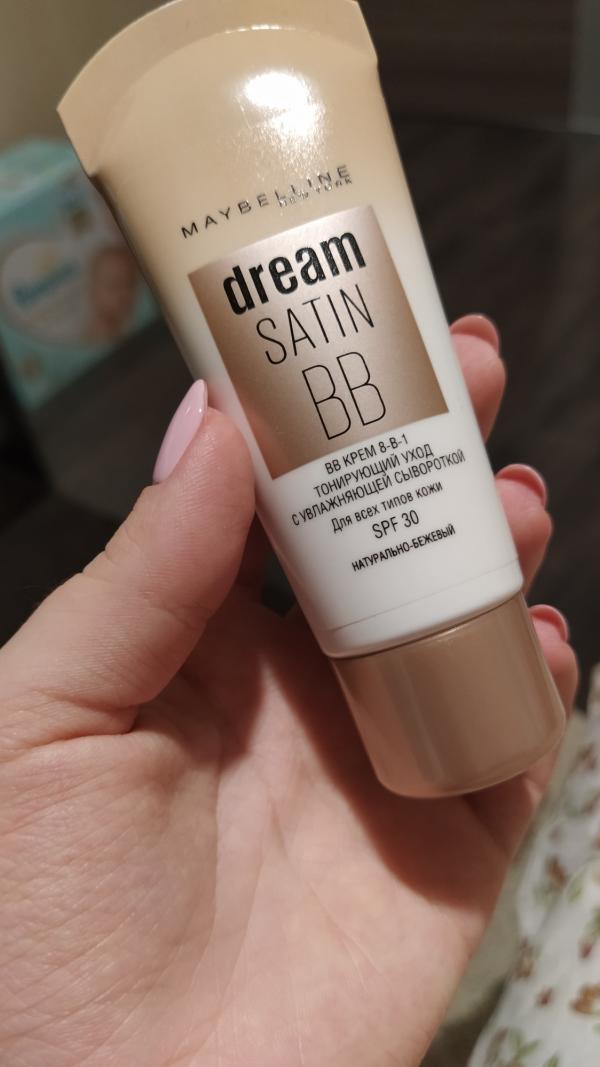 MAYBELLINE
NEW YORK
dream
SATIN
BB
BB КРЕМ 8-В-1
ТОНИРУЮЩИЙ УХОД
С УВЛАЖНЯЮЩЕЙ СЫВОРОТКОЙ
Для всех типов кожи
SPF 30
НАТУРАЛЬНО-БЕЖЕВЫЙ